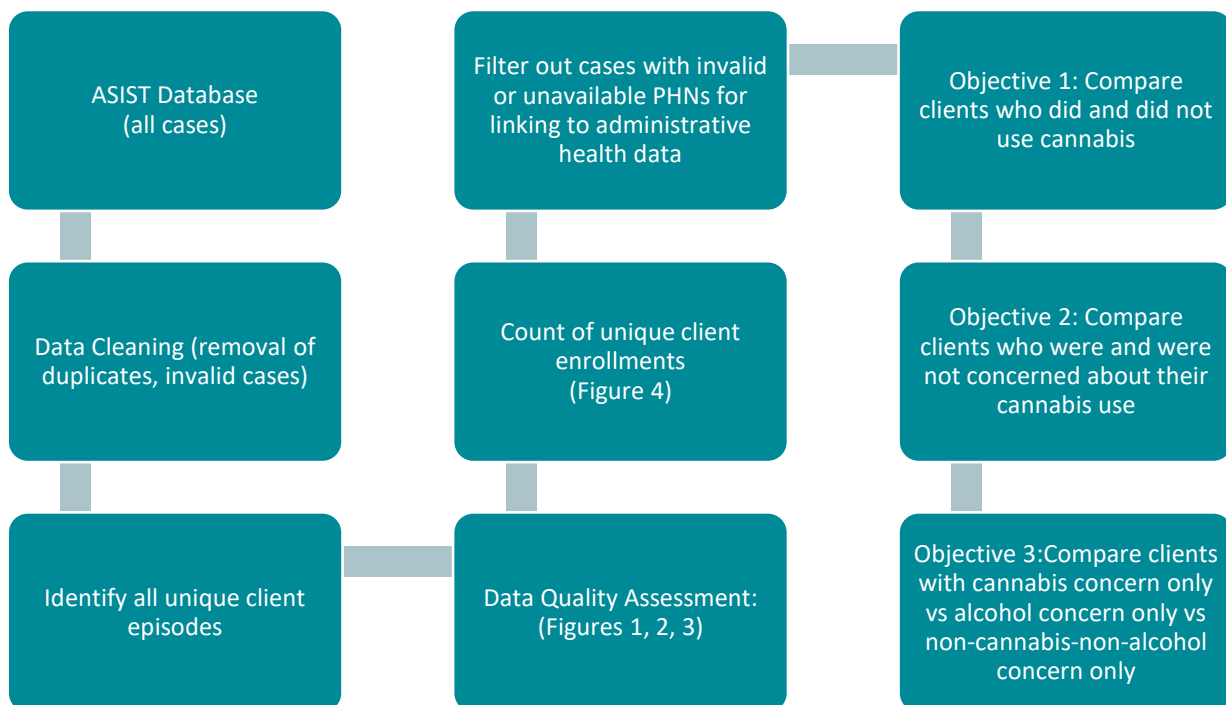 ASIST Database
(all cases)
Data Cleaning (removal of
duplicates, invalid cases)
Identify all unique client
episodes
Data Quality Assessment:
(Figures 1, 2, 3)
Count of unique client
enrollments
(Figure 4)
Filter out cases with invalid
or unavailable PHNs for
linking to administrative
health data
Objective 1: Compare
clients who did and did not
use cannabis
Objective 2: Compare
clients who were and were
not concerned about their
cannabis use
Objective 3:Compare clients
with cannabis concern only
vs alcohol concern only vs
non-cannabis-non-alcohol
concern only